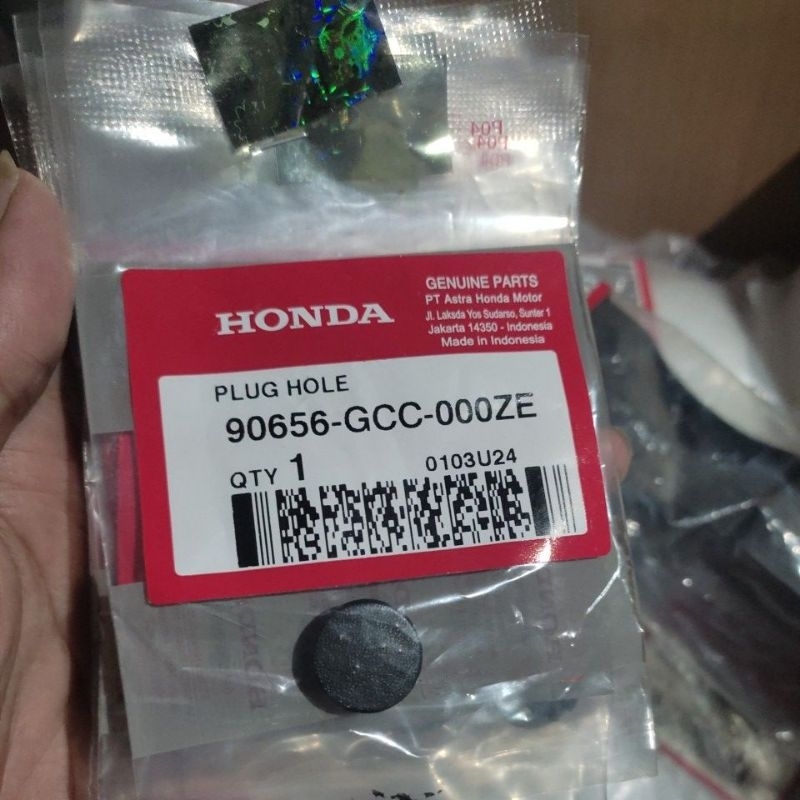 P04
HONDA
GENUINE PARTS
PT Astra Honda Motor
Jl. Laksda Yos Sudarso, Sunter 1
Jakarta 14350 - Indonesia
Made in Indonesia
PLUG HOLE
90656-GCC-000ZE
QTY 1
0103U24